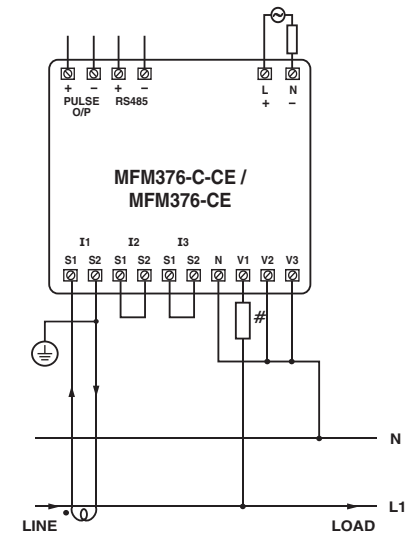 + − + −
PULSE O/P RS485
L N
+ −
MFM376-C-CE /
MFM376-CE
I1 I2 I3
S1 S2 S1 S2 S1 S2 N V1 V2 V3
#
N
L1
LINE LOAD